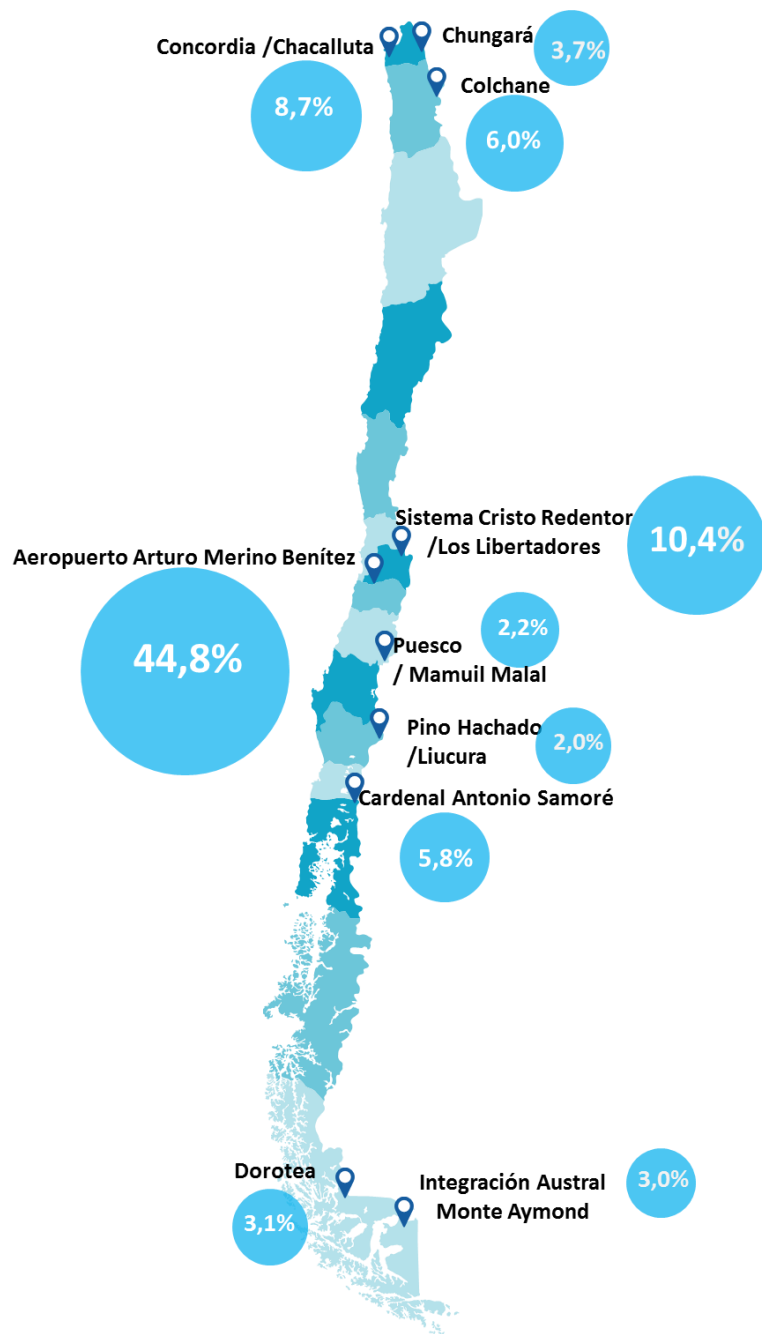 Concordia /Chacalluta
8,7%
Chungará
3,7%
Colchane
6,0%
Sistema Cristo Redentor
/Los Libertadores
10,4%
Aeropuerto Arturo Merino Benítez
44,8%
Puesco
/ Mamuil Malal
2,2%
Pino Hachado
/Liucura
2,0%
Cardenal Antonio Samoré
5,8%
Dorotea
3,1%
Integración Austral
Monte Aymond
3,0%